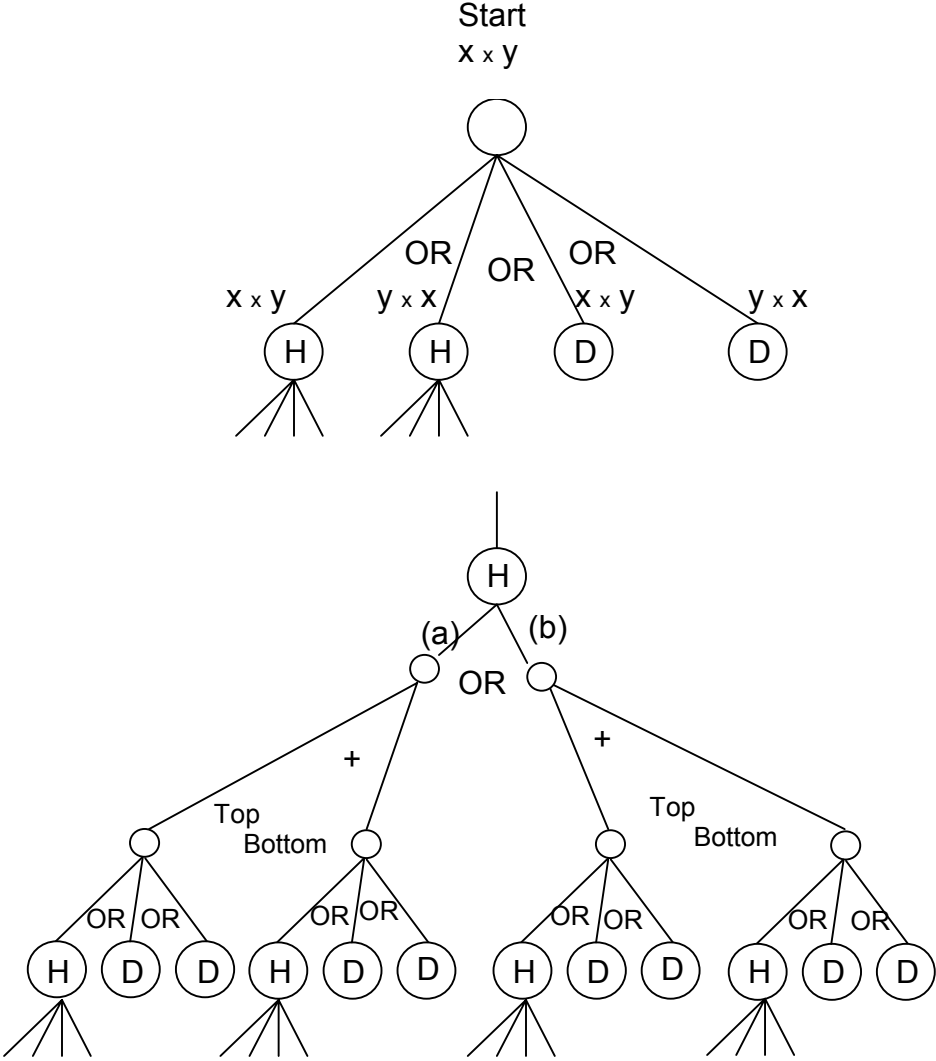 Start
x x y
OR
OR
OR
x x y
y x x
x x y
y x x
H
H
D
D
H
(a)
(b)
OR
+
+
Top
Bottom
Top
Bottom
OR
OR
OR
OR
OR
OR
OR
OR
H
D
D
H
D
D
H
D
D
H
D
D